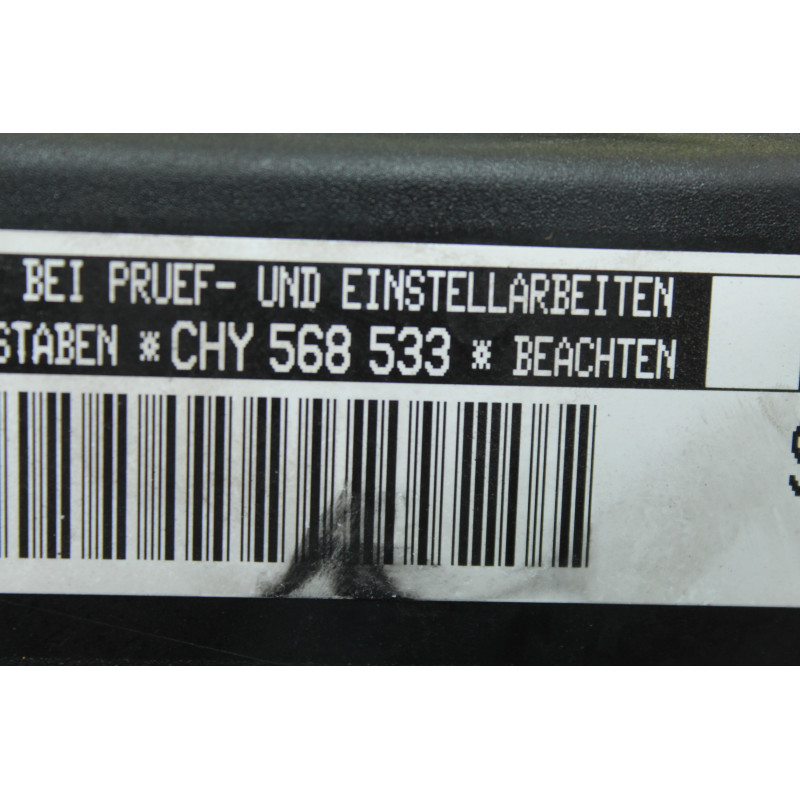 BEI PRUEF- UND EINSTELLARBEITEN
STABEN *CHY 568 533* BEACHTEN
S